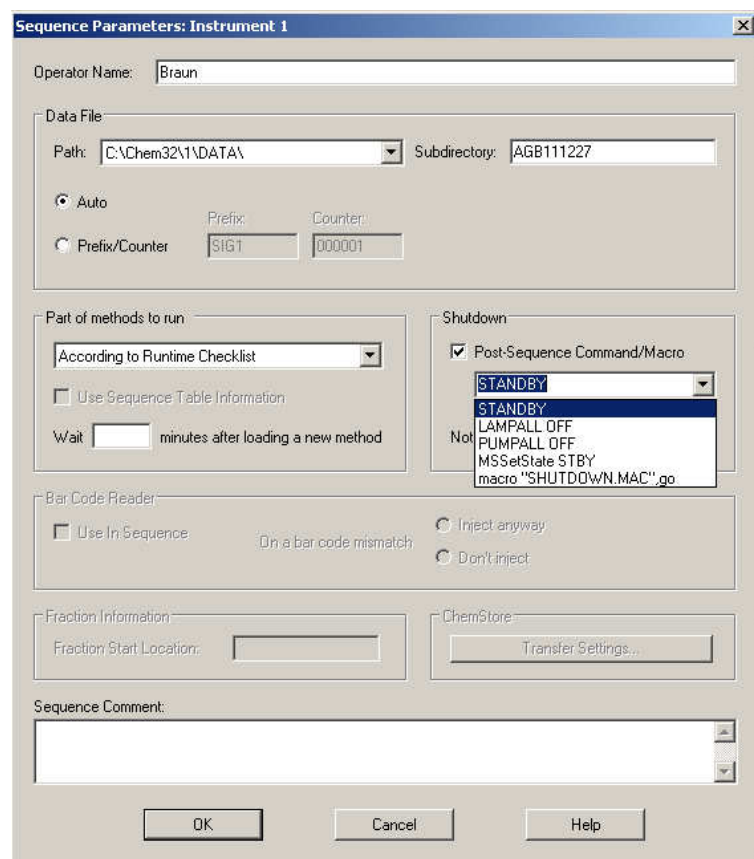 Sequence Parameters: Instrument 1
Operator Name: Braun
Data File
Path: C:\Chem32\1\DATA\ Subdirectory: AGB111227
Auto
Prefix: Counter:
Prefix/Counter SIG1 000001
Part of methods to run
According to Runtime Checklist
Use Sequence Table Information
Wait minutes after loading a new method
Shutdown
Post-Sequence Command/Macro
STANDBY
STANDBY
LAMPALL OFF
PUMPALL OFF
MSSetState STBY
macro "SHUTDOWN.MAC",go
Bar Code Reader
Use In Sequence
On a bar code mismatch
Inject anyway
Don't inject
Fraction Information
Fraction Start Location:
ChemStore
Transfer Settings...
Sequence Comment:
OK Cancel Help